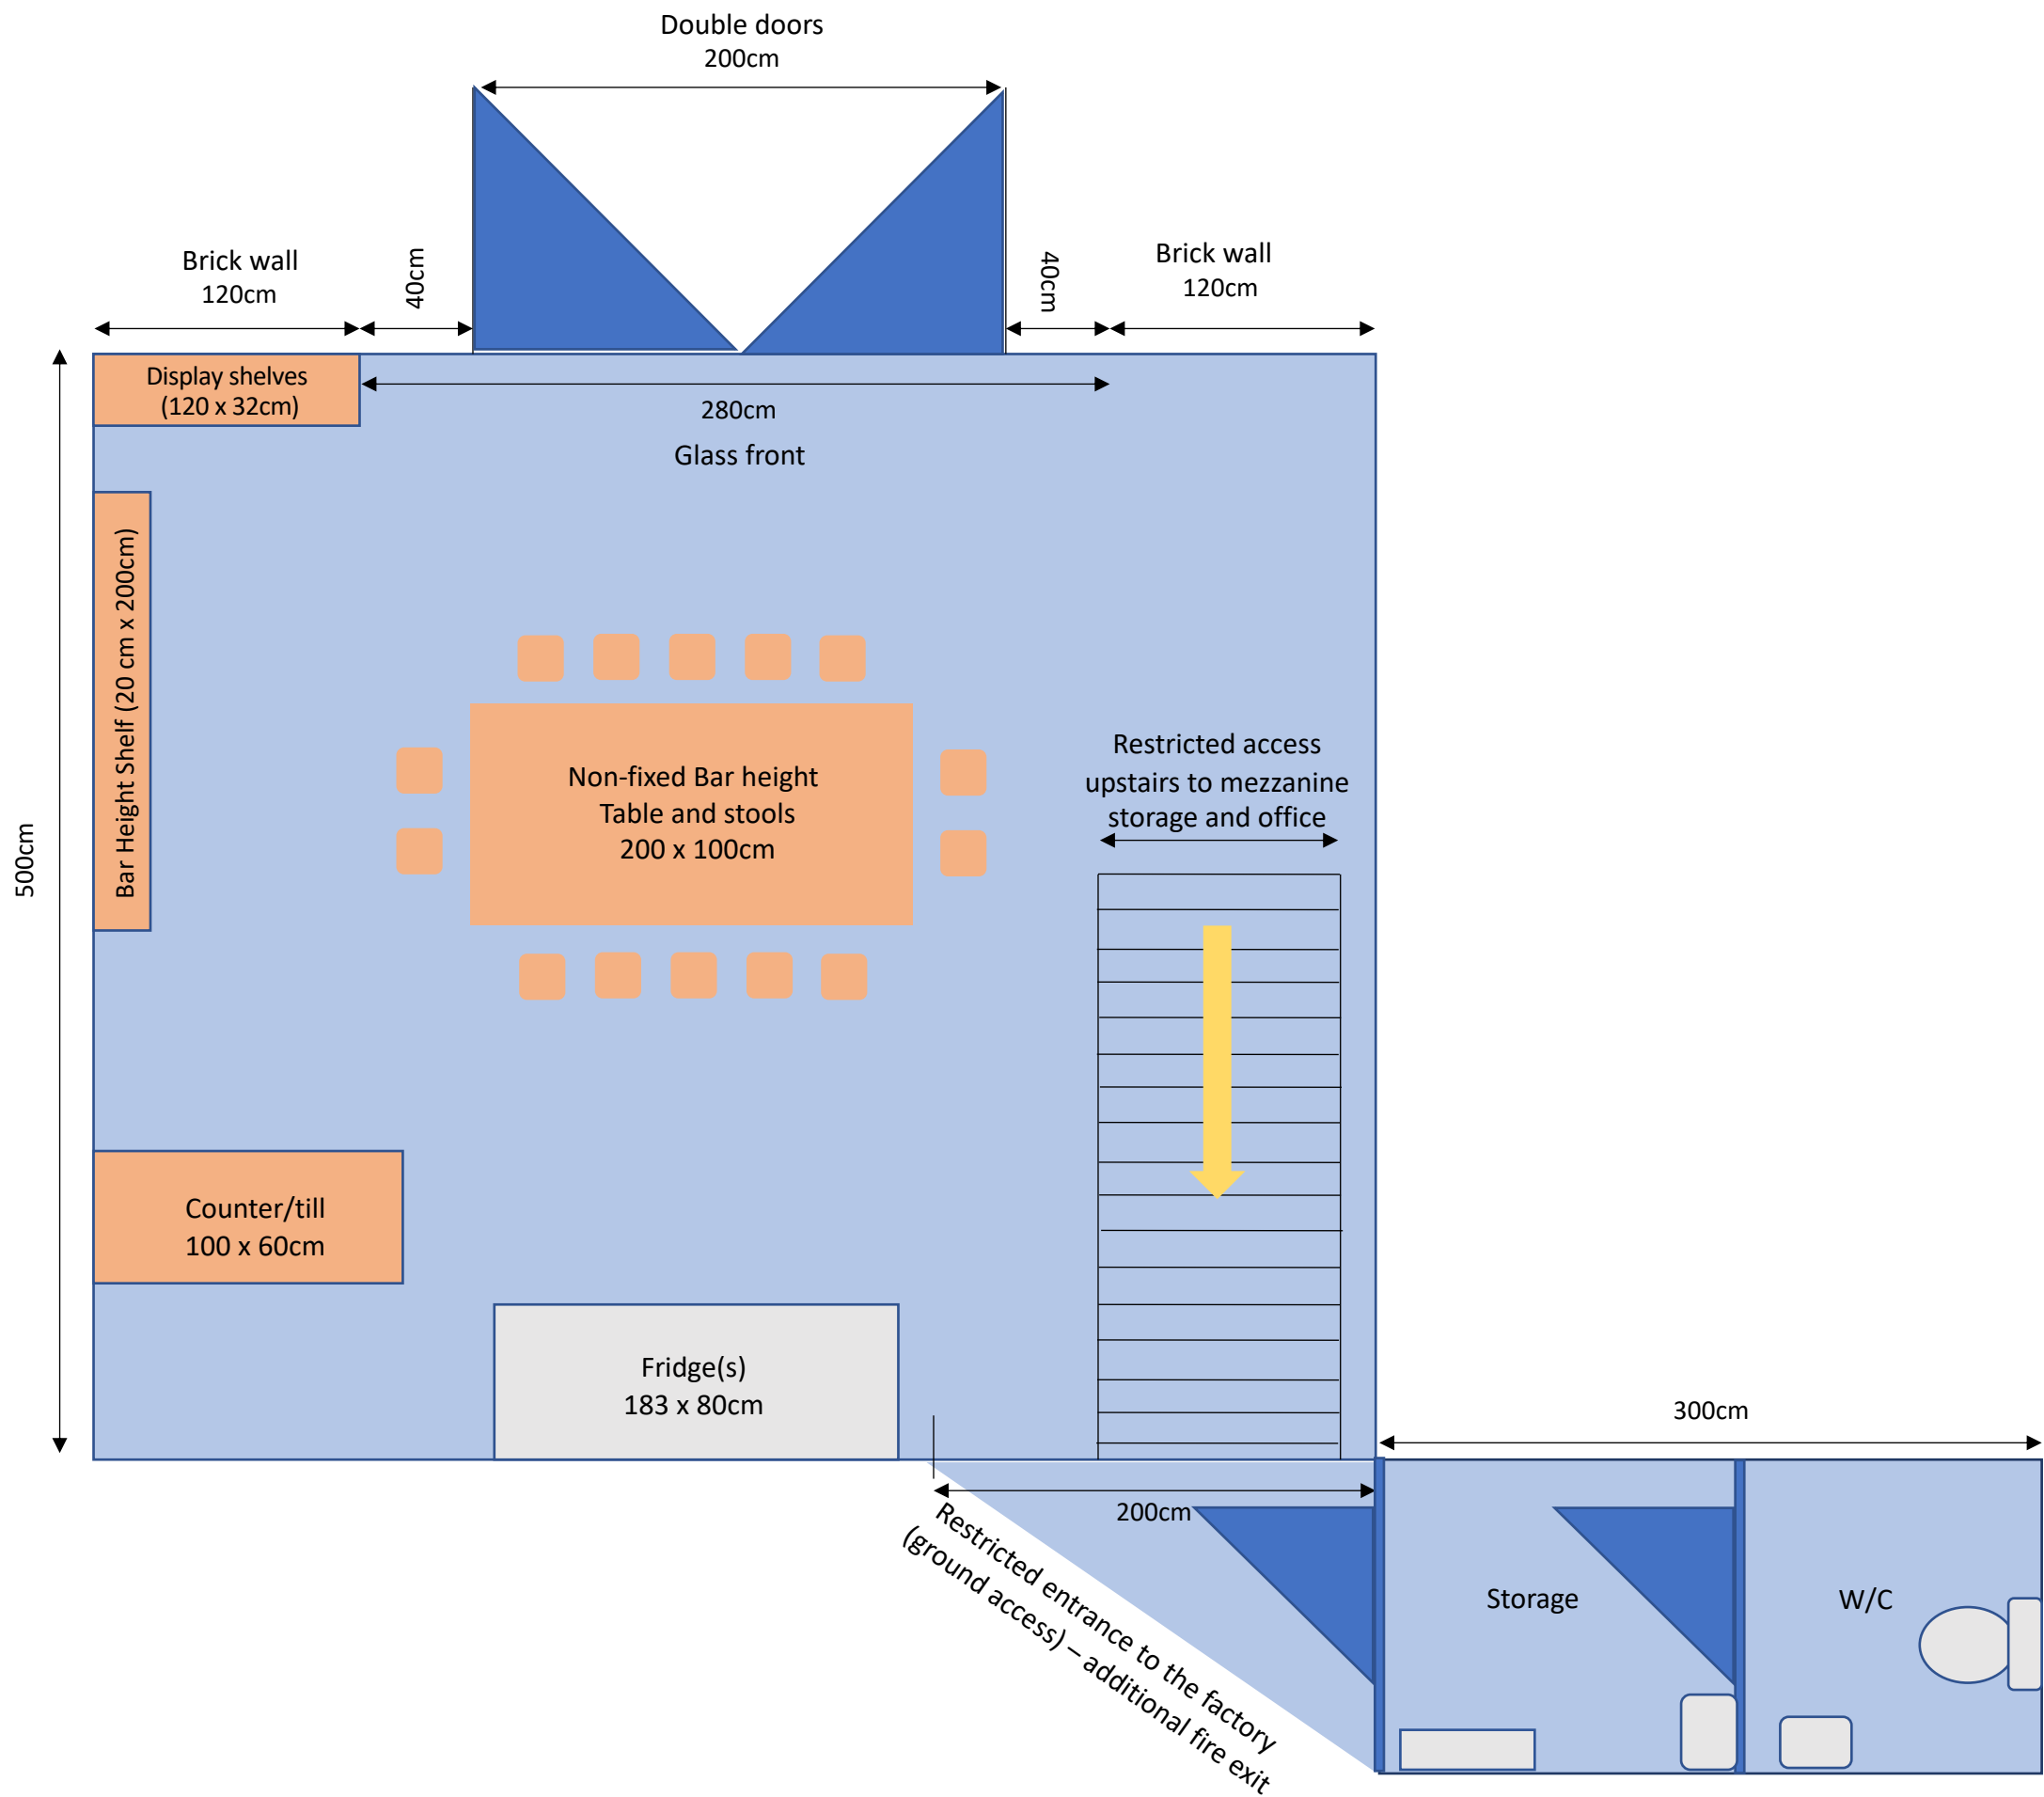 Double doors
200cm
Brick wall
120cm
40cm
40cm
Brick wall
120cm
Display shelves
(120 x 32cm)
280cm
Glass front
500cm
Bar Height Shelf (20 cm x 200cm)
Non-fixed Bar height
Table and stools
200 x 100cm
Restricted access
upstairs to mezzanine
storage and office
Counter/till
100 x 60cm
Fridge(s)
183 x 80cm
300cm
200cm
Restricted entrance to the factory
(ground access) – additional fire exit
Storage
W/C